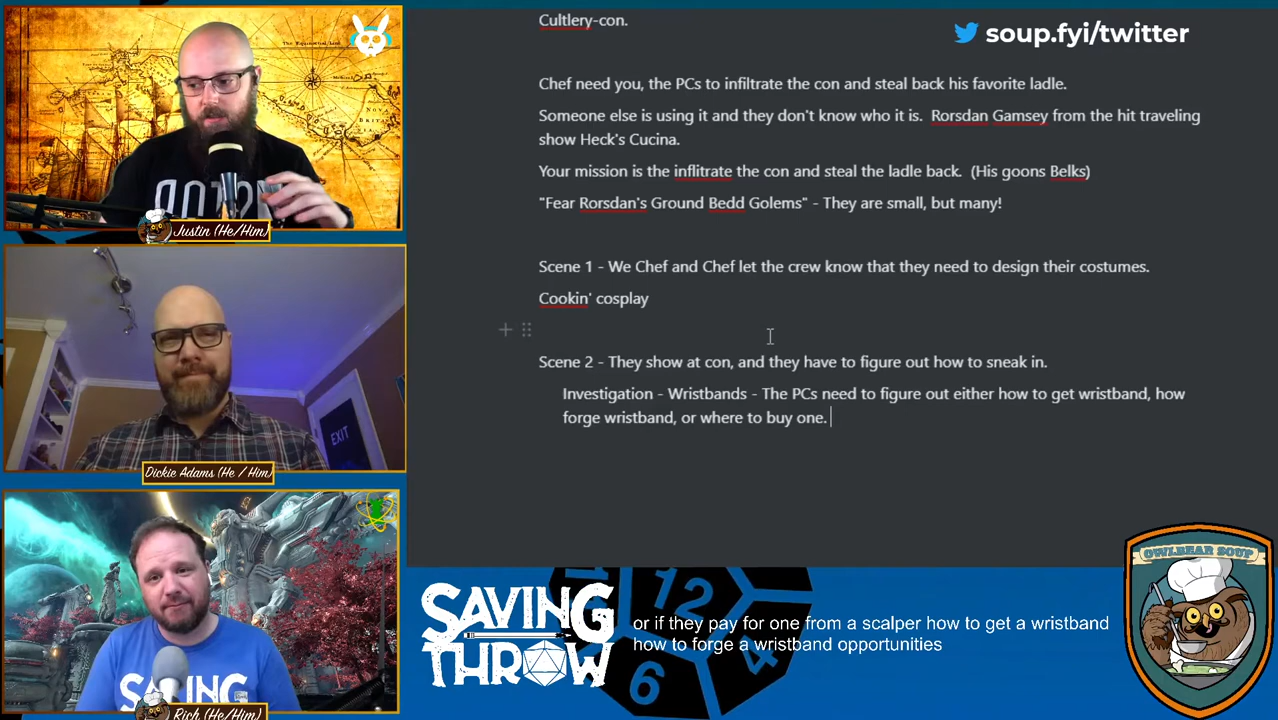 Cultlery-con.
soup.fyi/twitter
Chef need you, the PCs to infiltrate the con and steal back his favorite ladle.
Someone else is using it and they don't know who it is.  Rorsdan Gamsey from the hit traveling
show Heck's Cucina.
Your mission is the inflitrate the con and steal the ladle back.  (His goons Belks)
"Fear Rorsdan's Ground Bedd Golems" - They are small, but many!
Scene 1 - We Chef and Chef let the crew know that they need to design their costumes.
Cookin' cosplay
Scene 2 - They show at con, and they have to figure out how to sneak in.
Investigation - Wristbands - The PCs need to figure out either how to get wristband, how
forge wristband, or where to buy one.
Justin (He/Him)
EXIT
Dickie Adams (He / Him)
SAVING
Rich (He/Him)
SAVING
THROW
12
6
4
or if they pay for one from a scalper how to get a wristband
how to forge a wristband opportunities
OWLBEAR SOUP